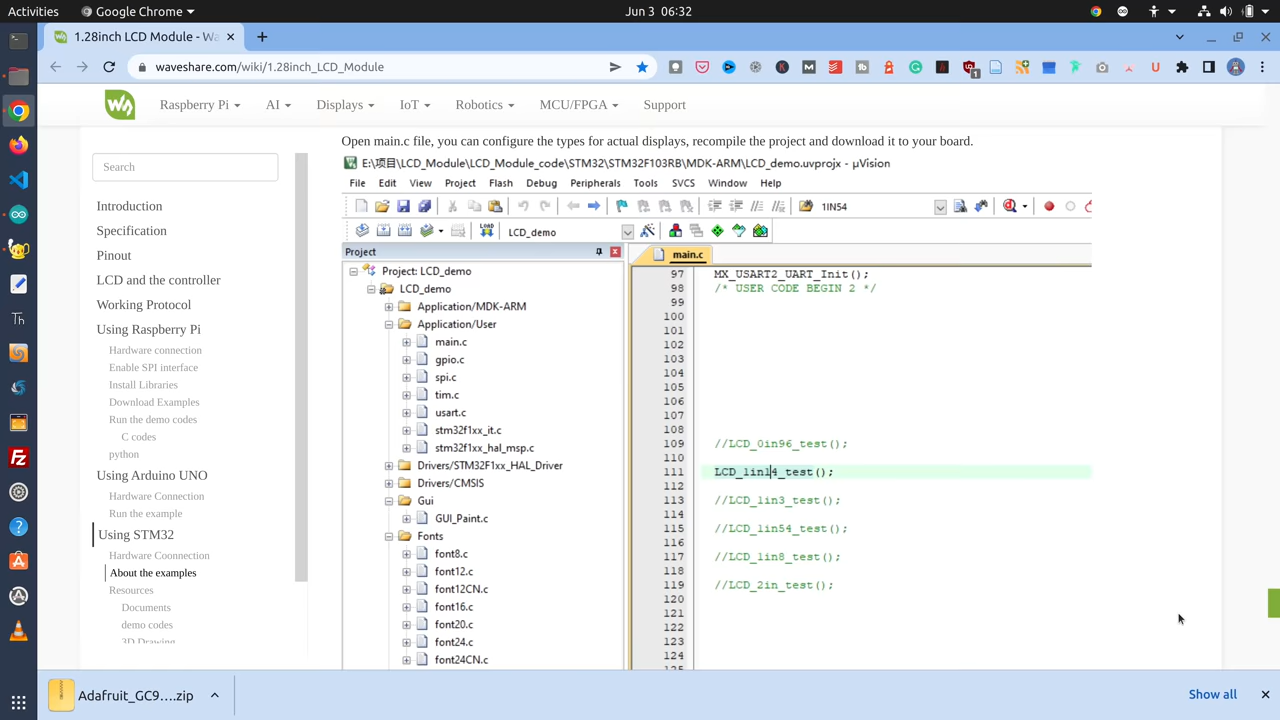 Activities
Google Chrome
Jun 3 06:32
1.28inch LCD Module - Wa
waveshare.com/wiki/1.28inch_LCD_Module
Raspberry Pi
AI
Displays
IoT
Robotics
MCU/FPGA
Support
Search
Introduction
Specification
Pinout
LCD and the controller
Working Protocol
Using Raspberry Pi
Hardware connection
Enable SPI interface
Install Libraries
Download Examples
Run the demo codes
C codes
python
Using Arduino UNO
Hardware Connection
Run the example
Using STM32
Hardware Coonnection
About the examples
Resources
Documents
demo codes
3D Drawing
Open main.c file, you can configure the types for actual displays, recompile the project and download it to your board.
E:\项目\LCD_Module\LCD_Module_code\STM32\STM32F103RB\MDK-ARM\LCD_demo.uvprojx - µVision
File Edit View Project Flash Debug Peripherals Tools SVCS Window Help
1IN54
LOAD
LCD_demo
Project
Project: LCD_demo
LCD_demo
Application/MDK-ARM
Application/User
main.c
gpio.c
spi.c
tim.c
usart.c
stm32f1xx_it.c
stm32f1xx_hal_msp.c
Drivers/STM32F1xx_HAL_Driver
Drivers/CMSIS
Gui
GUI_Paint.c
Fonts
font8.c
font12.c
font12CN.c
font16.c
font20.c
font24.c
font24CN.c
main.c
97 MX_USART2_UART_Init();
98 /* USER CODE BEGIN 2 */
99
100
101
102
103
104
105
106
107
108
109 //LCD_0in96_test();
110
111 LCD_1in14_test();
112
113 //LCD_1in3_test();
114
115 //LCD_1in54_test();
116
117 //LCD_1in8_test();
118
119 //LCD_2in_test();
120
121
122
123
124
Adafruit_GC9....zip
Show all